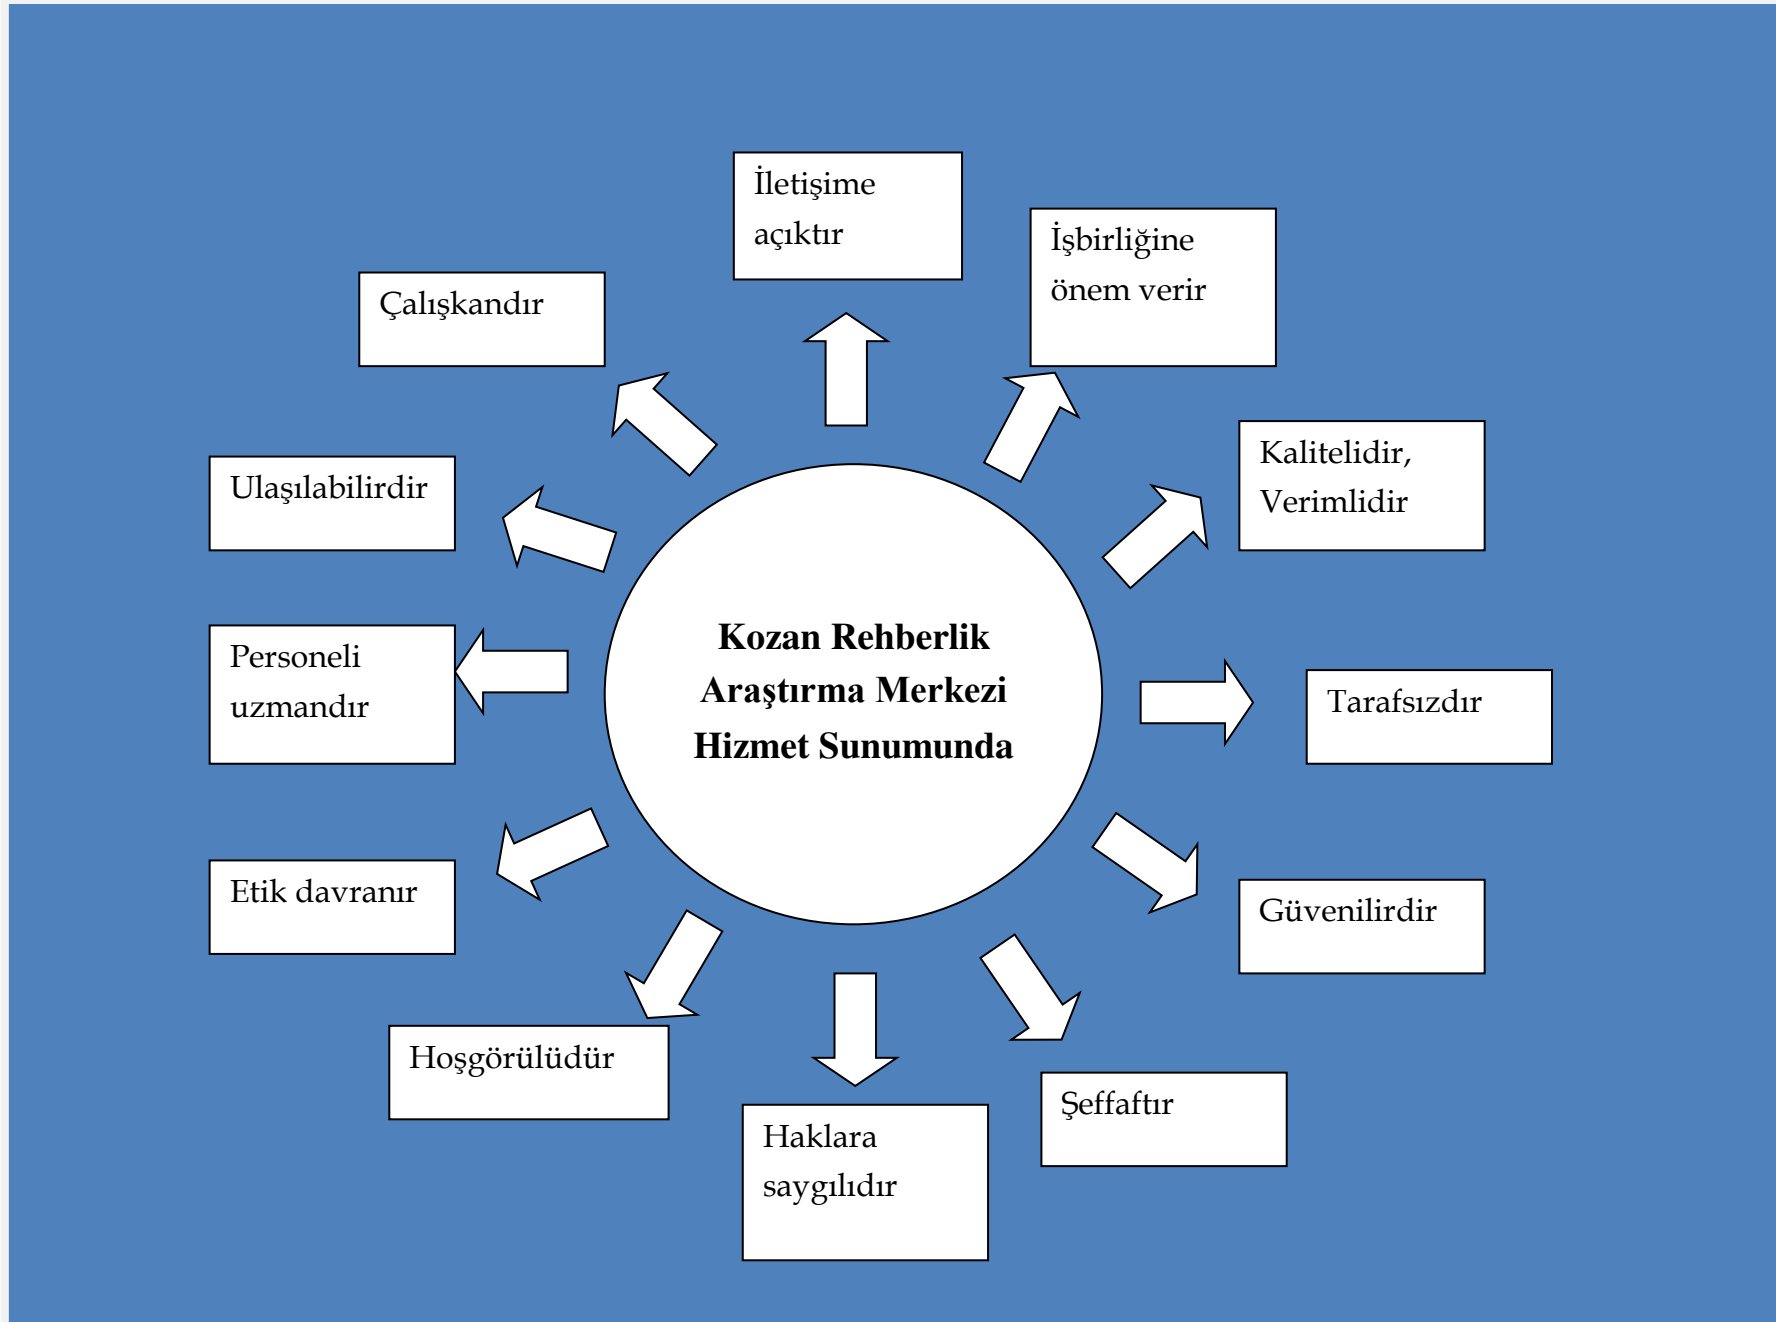 İletişime
açıktır
İşbirliğine
önem verir
Çalışkandır
Kalitelidir,
Verimlidir
Ulaşılabilirdir
Kozan Rehberlik
Araştırma Merkezi
Hizmet Sunumunda
Personeli
uzmandır
Tarafsızdır
Etik davranır
Güvenilirdir
Hoşgörülüdür
Şeffaftır
Haklara
saygılıdır